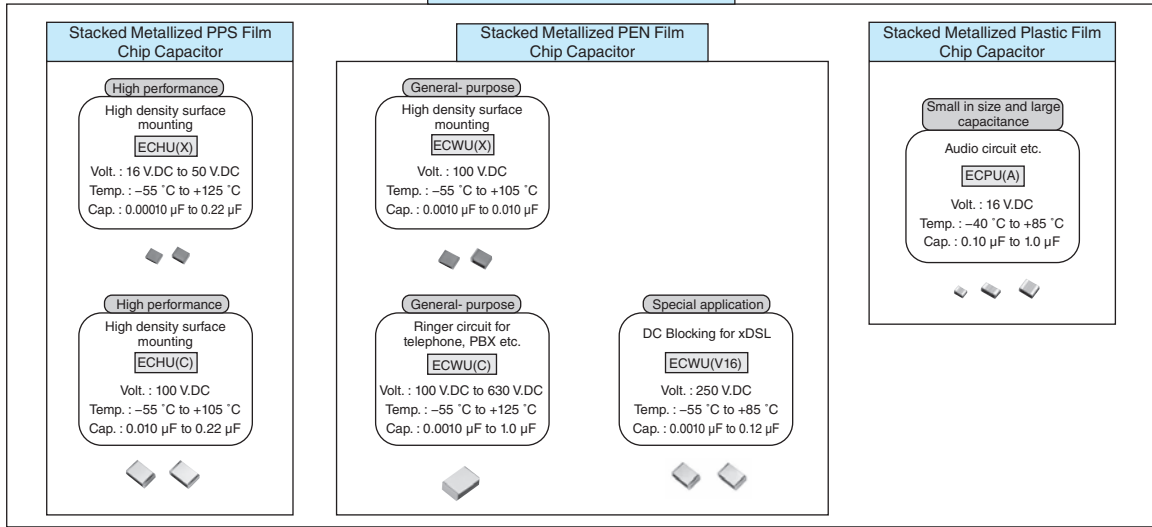 Stacked Metallized PPS Film
Chip Capacitor
High performance
High density surface
mounting
ECHU(X)
Volt. : 16 V.DC to 50 V.DC
Temp. : −55 ˚C to +125 ˚C
Cap. : 0.00010 µF to 0.22 µF
High performance
High density surface
mounting
ECHU(C)
Volt. : 100 V.DC
Temp. : −55 ˚C to +105 ˚C
Cap. : 0.010 µF to 0.22 µF
Stacked Metallized PEN Film
Chip Capacitor
General- purpose
High density surface
mounting
ECWU(X)
Volt. : 100 V.DC
Temp. : −55 ˚C to +105 ˚C
Cap. : 0.0010 µF to 0.010 µF
General- purpose
Ringer circuit for
telephone, PBX etc.
ECWU(C)
Volt. : 100 V.DC to 630 V.DC
Temp. : −55 ˚C to +125 ˚C
Cap. : 0.0010 µF to 1.0 µF
Special application
DC Blocking for xDSL
ECWU(V16)
Volt. : 250 V.DC
Temp. : −55 ˚C to +85 ˚C
Cap. : 0.0010 µF to 0.12 µF
Stacked Metallized Plastic Film
Chip Capacitor
Small in size and large
capacitance
Audio circuit etc.
ECPU(A)
Volt. : 16 V.DC
Temp. : −40 ˚C to +85 ˚C
Cap. : 0.10 µF to 1.0 µF